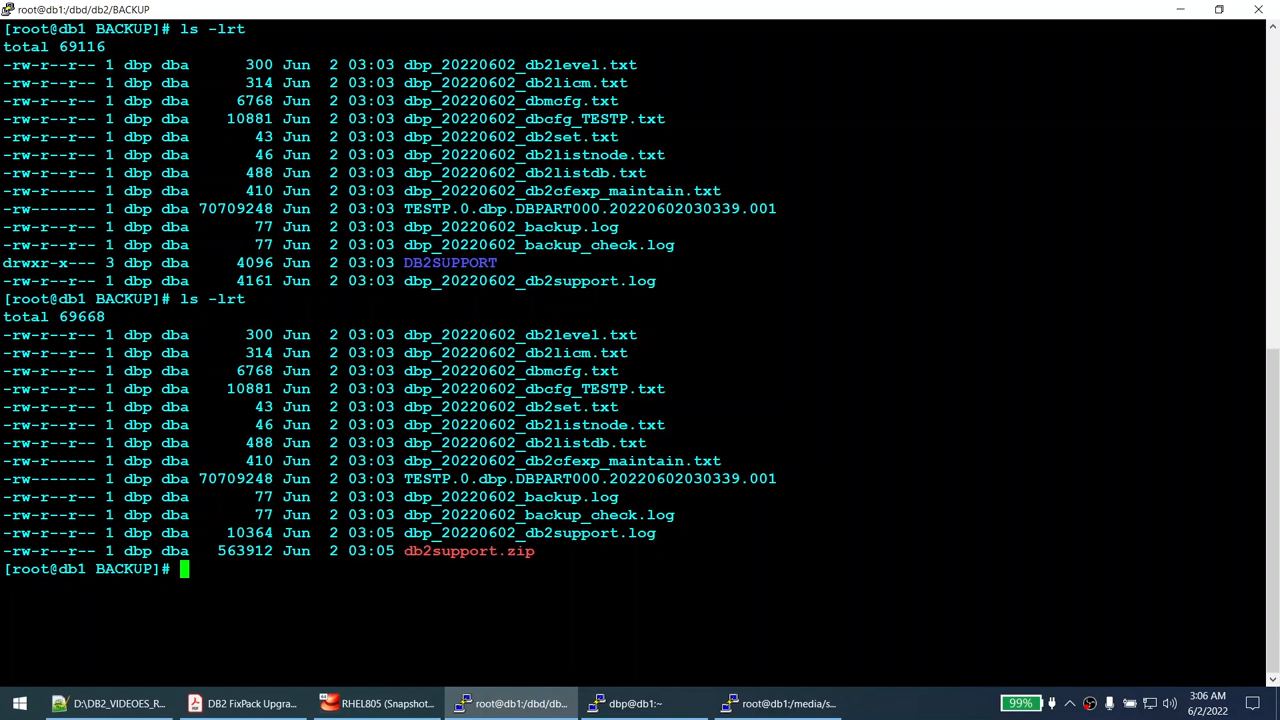 root@db1:/dbd/db2/BACKUP
[root@db1 BACKUP]# ls -lrt
total 69116
-rw-r--r-- 1 dbp dba      300 Jun  2 03:03 dbp_20220602_db2level.txt
-rw-r--r-- 1 dbp dba      314 Jun  2 03:03 dbp_20220602_db2licm.txt
-rw-r--r-- 1 dbp dba     6768 Jun  2 03:03 dbp_20220602_dbmcfg.txt
-rw-r--r-- 1 dbp dba    10881 Jun  2 03:03 dbp_20220602_dbcfg_TESTP.txt
-rw-r--r-- 1 dbp dba       43 Jun  2 03:03 dbp_20220602_db2set.txt
-rw-r--r-- 1 dbp dba       46 Jun  2 03:03 dbp_20220602_db2listnode.txt
-rw-r--r-- 1 dbp dba      488 Jun  2 03:03 dbp_20220602_db2listdb.txt
-rw-r----- 1 dbp dba      410 Jun  2 03:03 dbp_20220602_db2cfexp_maintain.txt
-rw------- 1 dbp dba 70709248 Jun  2 03:03 TESTP.0.dbp.DBPART000.20220602030339.001
-rw-r--r-- 1 dbp dba       77 Jun  2 03:03 dbp_20220602_backup.log
-rw-r--r-- 1 dbp dba       77 Jun  2 03:03 dbp_20220602_backup_check.log
drwxr-x--- 3 dbp dba     4096 Jun  2 03:03 DB2SUPPORT
-rw-r--r-- 1 dbp dba     4161 Jun  2 03:03 dbp_20220602_db2support.log
[root@db1 BACKUP]# ls -lrt
total 69668
-rw-r--r-- 1 dbp dba      300 Jun  2 03:03 dbp_20220602_db2level.txt
-rw-r--r-- 1 dbp dba      314 Jun  2 03:03 dbp_20220602_db2licm.txt
-rw-r--r-- 1 dbp dba     6768 Jun  2 03:03 dbp_20220602_dbmcfg.txt
-rw-r--r-- 1 dbp dba    10881 Jun  2 03:03 dbp_20220602_dbcfg_TESTP.txt
-rw-r--r-- 1 dbp dba       43 Jun  2 03:03 dbp_20220602_db2set.txt
-rw-r--r-- 1 dbp dba       46 Jun  2 03:03 dbp_20220602_db2listnode.txt
-rw-r--r-- 1 dbp dba      488 Jun  2 03:03 dbp_20220602_db2listdb.txt
-rw-r----- 1 dbp dba      410 Jun  2 03:03 dbp_20220602_db2cfexp_maintain.txt
-rw------- 1 dbp dba 70709248 Jun  2 03:03 TESTP.0.dbp.DBPART000.20220602030339.001
-rw-r--r-- 1 dbp dba       77 Jun  2 03:03 dbp_20220602_backup.log
-rw-r--r-- 1 dbp dba       77 Jun  2 03:03 dbp_20220602_backup_check.log
-rw-r--r-- 1 dbp dba    10364 Jun  2 03:05 dbp_20220602_db2support.log
-rw-r--r-- 1 dbp dba   563912 Jun  2 03:05 db2support.zip
[root@db1 BACKUP]#
D:\DB2_VIDEOES_R... DB2 FixPack Upgra... RHEL805 (Snapshot... root@db1:/dbd/db... dbp@db1:~ root@db1:/media/s... 99% 3:06 AM
6/2/2022